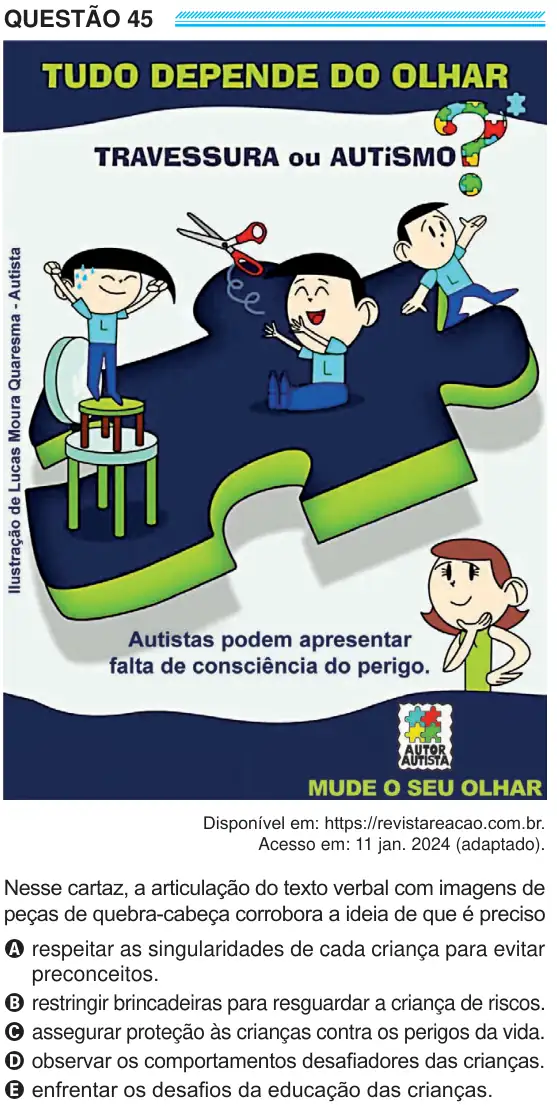 QUESTÃO 45
TUDO DEPENDE DO OLHAR
TRAVESSURA ou AUTiSMO?
Ilustração de Lucas Moura Quaresma - Autista
L
L
L
Autistas podem apresentar
falta de consciência do perigo.
AUTOR
AUTISTA
MUDE O SEU OLHAR
Disponível em: https://revistareacao.com.br.
Acesso em: 11 jan. 2024 (adaptado).
Nesse cartaz, a articulação do texto verbal com imagens de
peças de quebra-cabeça corrobora a ideia de que é preciso
A respeitar as singularidades de cada criança para evitar
preconceitos.
B restringir brincadeiras para resguardar a criança de riscos.
C assegurar proteção às crianças contra os perigos da vida.
D observar os comportamentos desafiadores das crianças.
E enfrentar os desafios da educação das crianças.